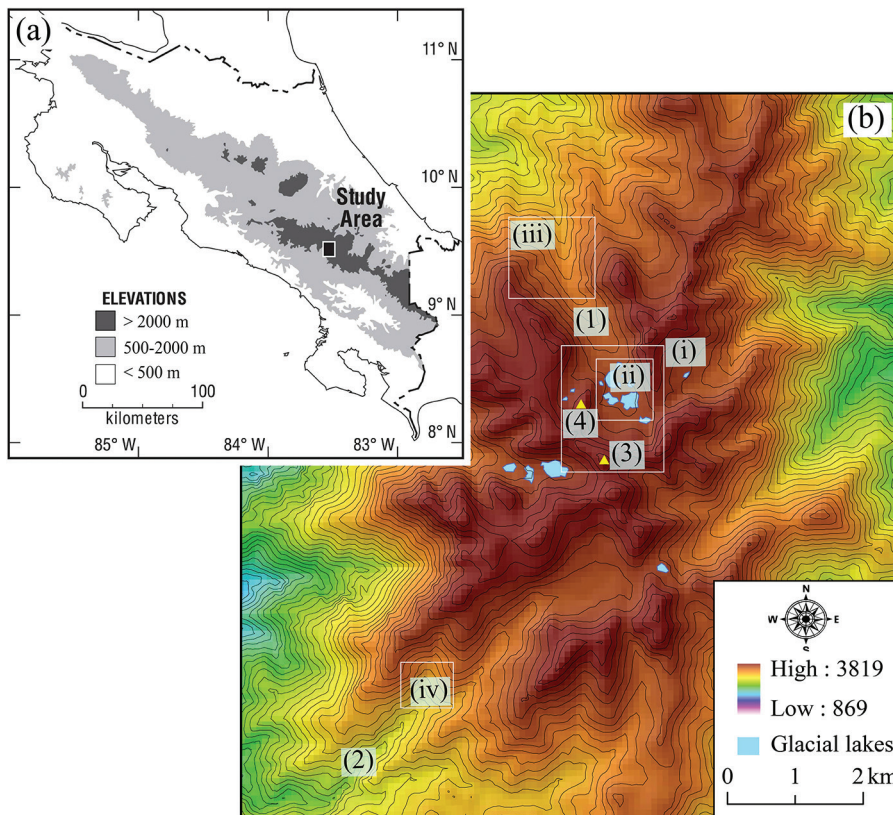 (a)
11° N
10° N
Study
Area
9° N
ELEVATIONS
> 2000 m
500-2000 m
< 500 m
0 100
kilometers
8° N
85° W
84° W
83° W
(b)
(iii)
(1)
(i)
(ii)
(4)
(3)
(iv)
(2)
N
W E
S
High : 3819
Low : 869
Glacial lakes
0 1 2 km